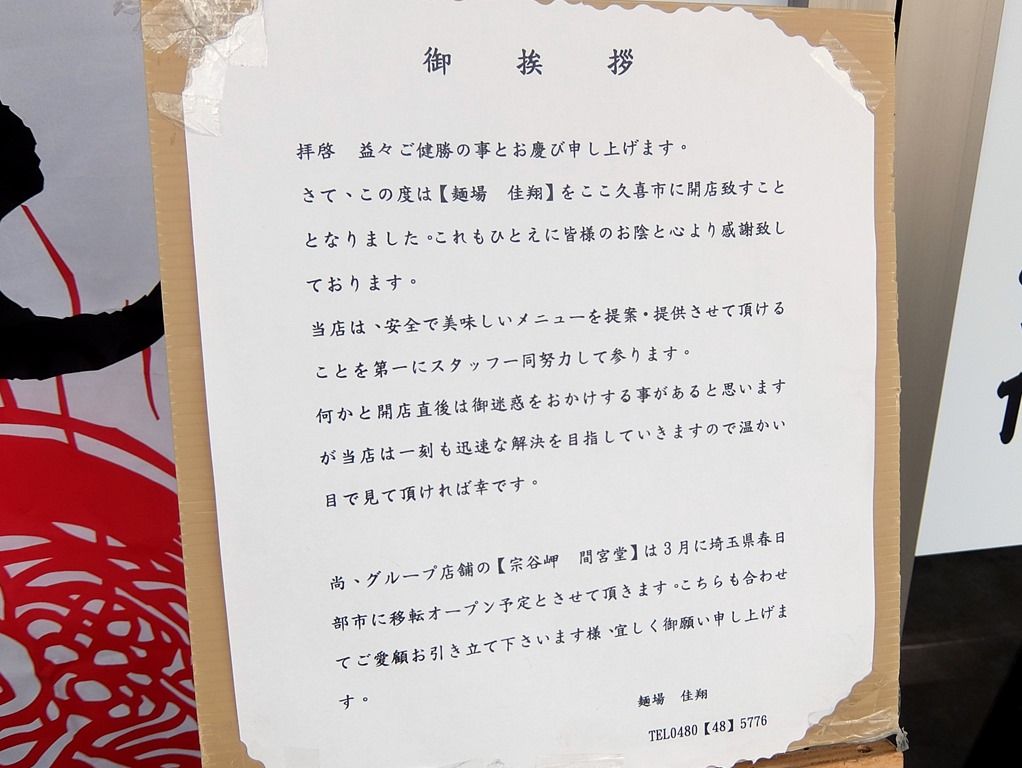 御挨拶
拝啓　益々ご健勝の事とお慶び申し上げます。
さて、この度は【麺場　佳翔】をここ久喜市に開店致すこと
となりました。これもひとえに皆様のお陰と心より感謝致し
ております。
当店は、安全で美味しいメニューを提案・提供させて頂ける
ことを第一にスタッフ一同努力して参ります。
何かと開店直後は御迷惑をおかけする事があると思います
が当店は一刻も迅速な解決を目指していきますので温かい
目で見て頂ければ幸です。
尚、グループ店舗の【宗谷岬　間宮堂】は3月に埼玉県春日
部市に移転オープン予定とさせて頂きます。こちらも合わせ
てご愛顧お引き立て下さいます様、宜しく御願い申し上げま
す。
麺場　佳翔
TEL0480【48】5776